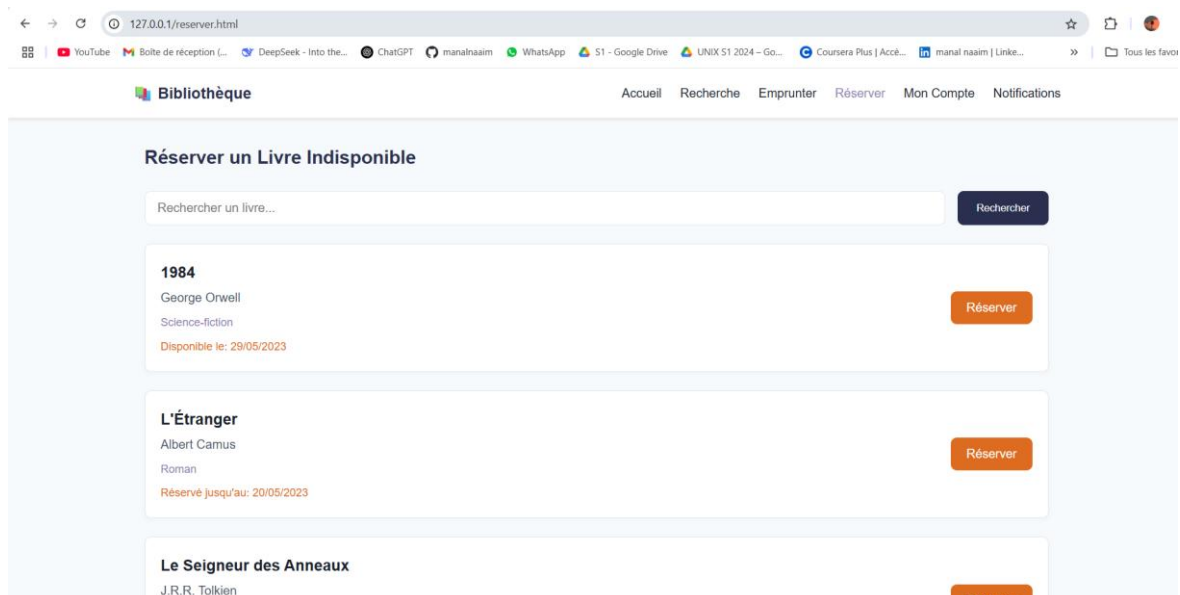 127.0.0.1/reserver.html
YouTube Boîte de réception (... DeepSeek - Into the... ChatGPT manalnaaim WhatsApp S1 - Google Drive UNIX S1 2024 – Go... Coursera Plus | Accè... manal naaim | Linke... » Tous les favor
Bibliothèque Accueil Recherche Emprunter Réserver Mon Compte Notifications
Réserver un Livre Indisponible
Rechercher un livre... Rechercher
1984
George Orwell
Réserver
Science-fiction
Disponible le: 29/05/2023
L'Étranger
Albert Camus
Réserver
Roman
Réservé jusqu'au: 20/05/2023
Le Seigneur des Anneaux
J.R.R. Tolkien